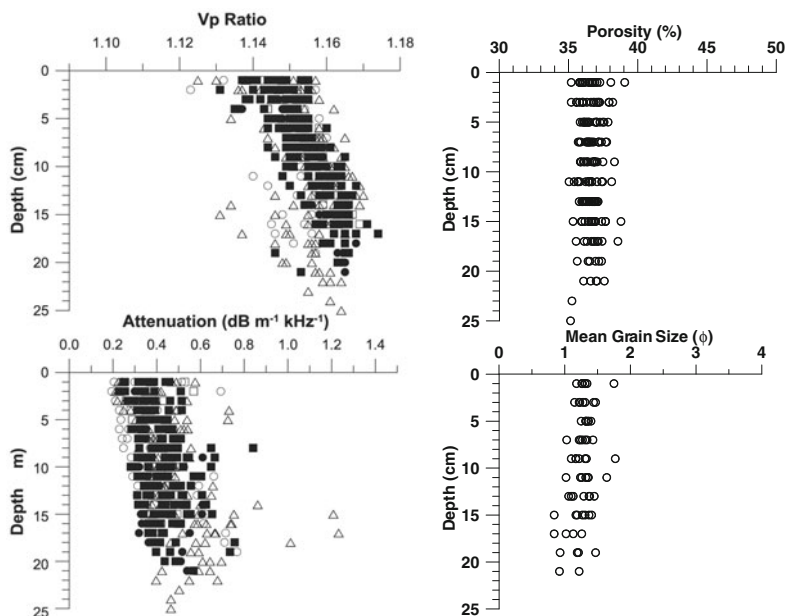 Vp Ratio
1.10 1.12 1.14 1.16 1.18
0
5
10
15
20
25
Depth (cm)
Porosity (%)
30 35 40 45 50
0
5
10
15
20
25
Depth (cm)
Attenuation (dB m⁻¹ kHz⁻¹)
0.0 0.2 0.4 0.6 0.8 1.0 1.2 1.4
0
5
10
15
20
25
Depth m)
Mean Grain Size (ϕ)
0 1 2 3 4
0
5
10
15
20
25
Depth (cm)